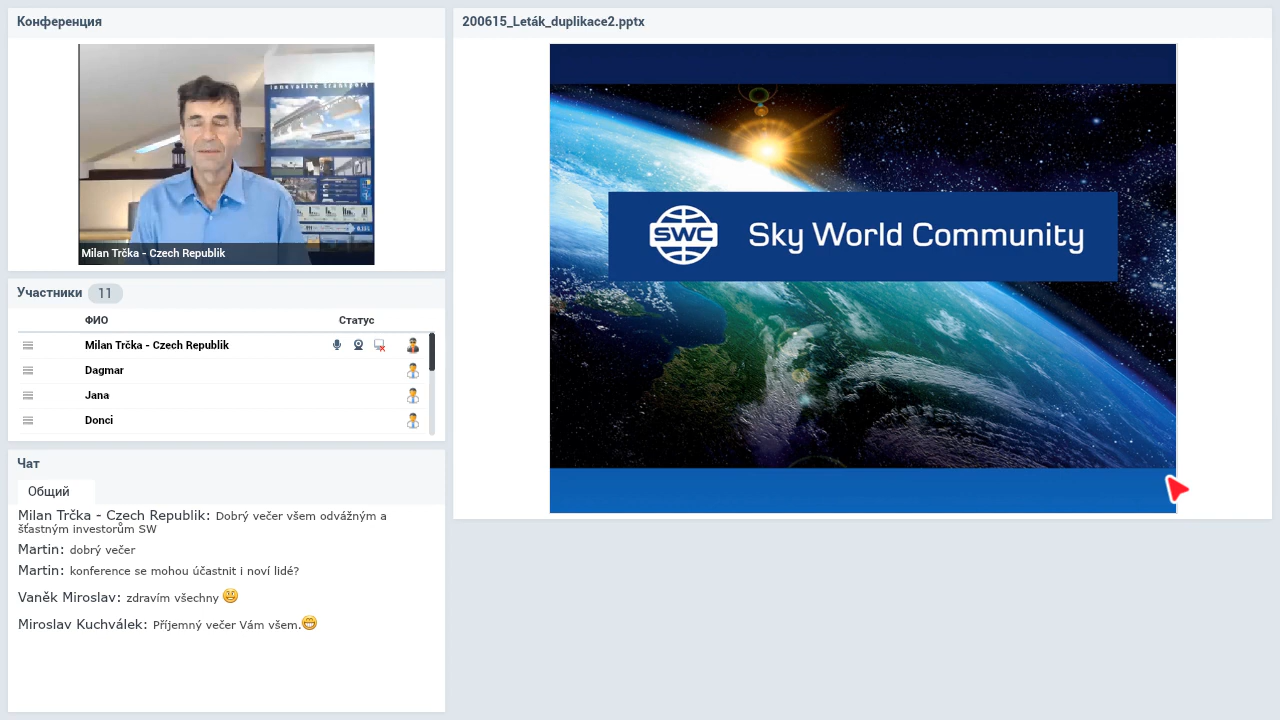 Конференция
innovative transport
Milan Trčka - Czech Republik
Участники 11
ФИО Статус
Milan Trčka - Czech Republik
Dagmar
Jana
Donci
Чат
Общий
Milan Trčka - Czech Republik: Dobrý večer všem odvážným a
šťastným investorům SW
Martin: dobrý večer
Martin: konference se mohou účastnit i noví lidé?
Vaněk Miroslav: zdravím všechny
Miroslav Kuchválek: Příjemný večer Vám všem.
200615_Leták_duplikace2.pptx
SWC Sky World Community